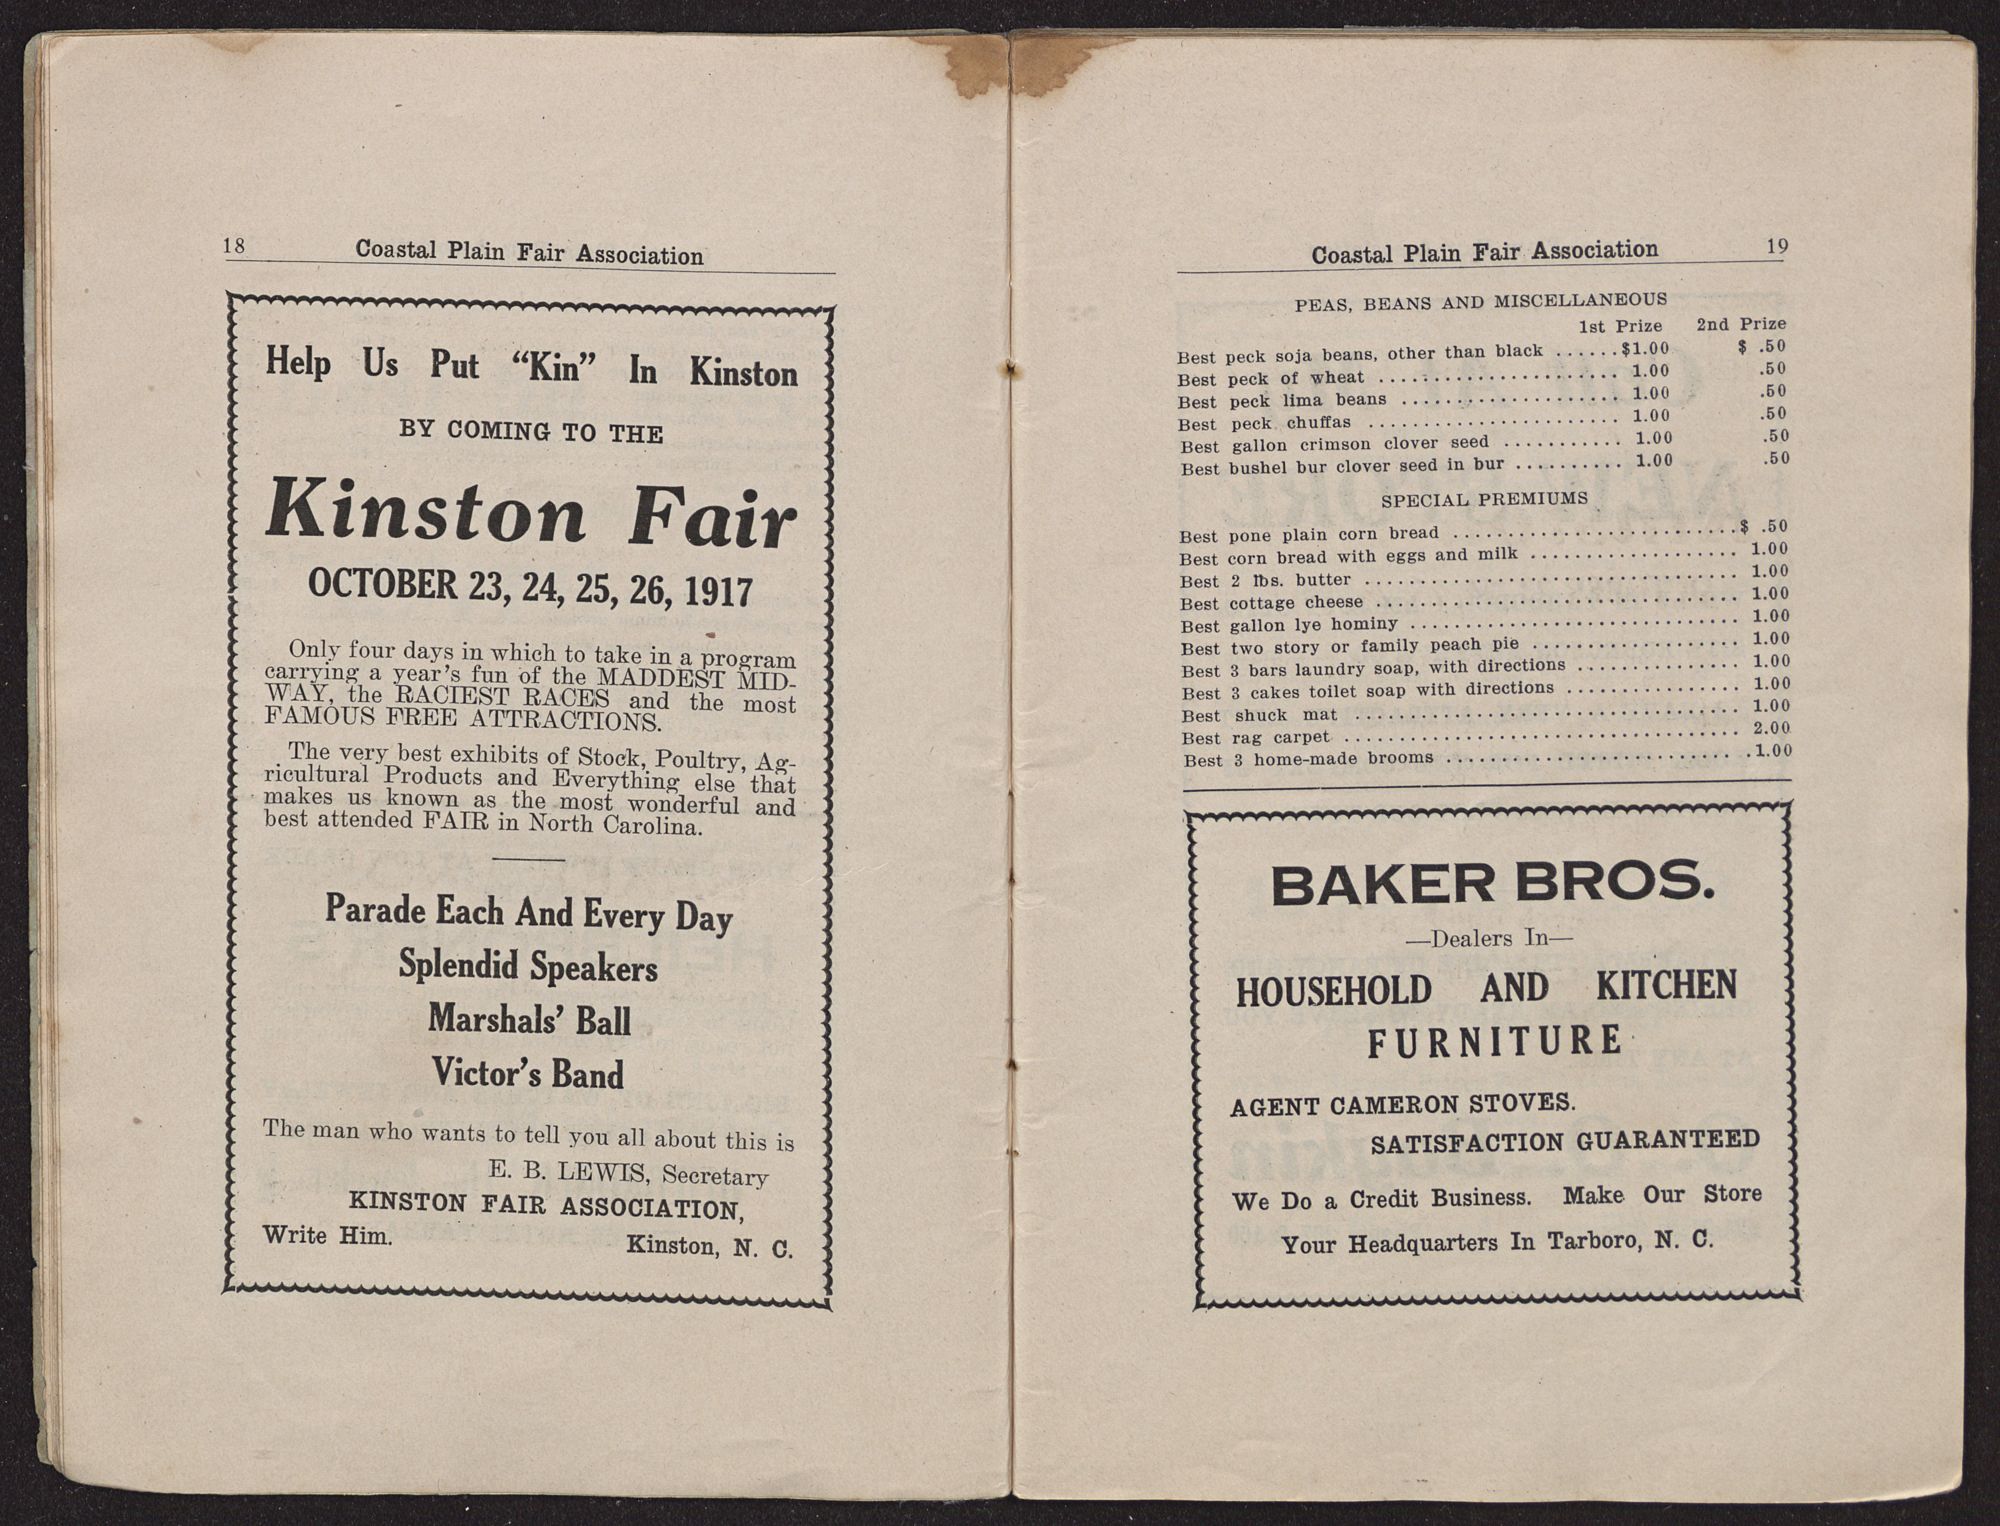 18 Coastal Plain Fair Association
Help Us Put “Kin” In Kinston
BY COMING TO THE
Kinston Fair
OCTOBER 23, 24, 25, 26, 1917
Only four days in which to take in a program
carrying a year's fun of the MADDEST MID-
WAY, the RACIEST RACES and the most
FAMOUS FREE ATTRACTIONS.
The very best exhibits of Stock, Poultry, Ag-
ricultural Products and Everything else that
makes us known as the most wonderful and
best attended FAIR in North Carolina.
Parade Each And Every Day
Splendid Speakers
Marshals' Ball
Victor's Band
The man who wants to tell you all about this is
E. B. LEWIS, Secretary
KINSTON FAIR ASSOCIATION,
Write Him. Kinston, N. C.
Coastal Plain Fair Association 19
PEAS, BEANS AND MISCELLANEOUS
1st Prize 2nd Prize
Best peck soja beans, other than black ......$1.00 $ .50
Best peck of wheat ...................... 1.00 .50
Best peck lima beans .................... 1.00 .50
Best peck chuffas ....................... 1.00 .50
Best gallon crimson clover seed ........... 1.00 .50
Best bushel bur clover seed in bur .......... 1.00 .50
SPECIAL PREMIUMS
Best pone plain corn bread ..........................$ .50
Best corn bread with eggs and milk ................... 1.00
Best 2 lbs. butter .................................. 1.00
Best cottage cheese ................................. 1.00
Best gallon lye hominy .............................. 1.00
Best two story or family peach pie ................... 1.00
Best 3 bars laundry soap, with directions ............... 1.00
Best 3 cakes toilet soap with directions ................ 1.00
Best shuck mat ................................... 1.00
Best rag carpet .................................... 2.00
Best 3 home-made brooms .......................... .1.00
BAKER BROS.
—Dealers In—
HOUSEHOLD AND KITCHEN
FURNITURE
AGENT CAMERON STOVES.
SATISFACTION GUARANTEED
We Do a Credit Business. Make Our Store
Your Headquarters In Tarboro, N. C.